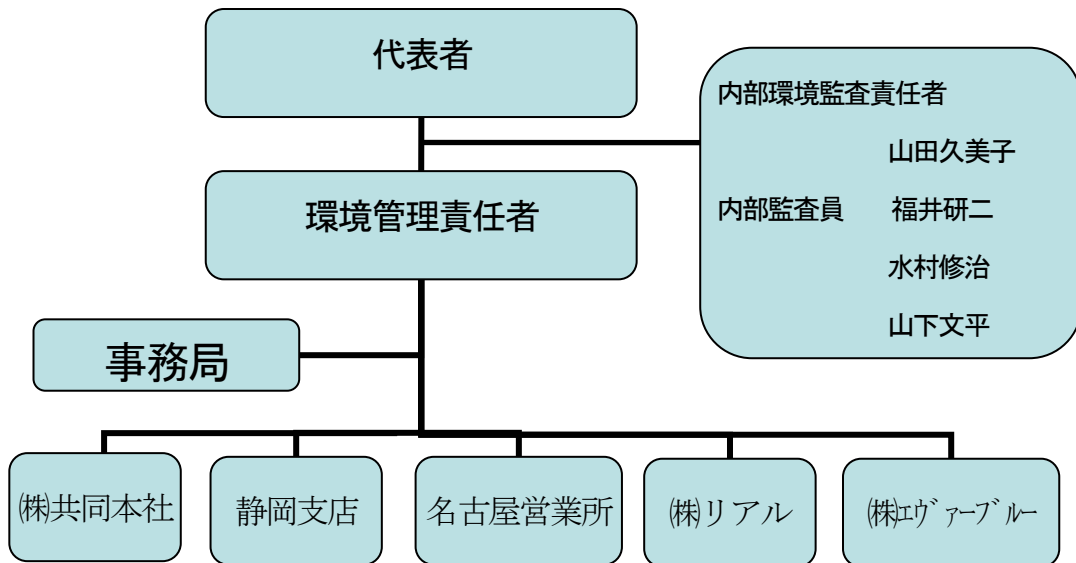 代表者
内部環境監査責任者
山田久美子
環境管理責任者
内部監査員 福井研二
水村修治
山下文平
事務局
㈱共同本社
静岡支店
名古屋営業所
㈱リアル
㈱ｴヴｧｰﾌﾞﾙｰ